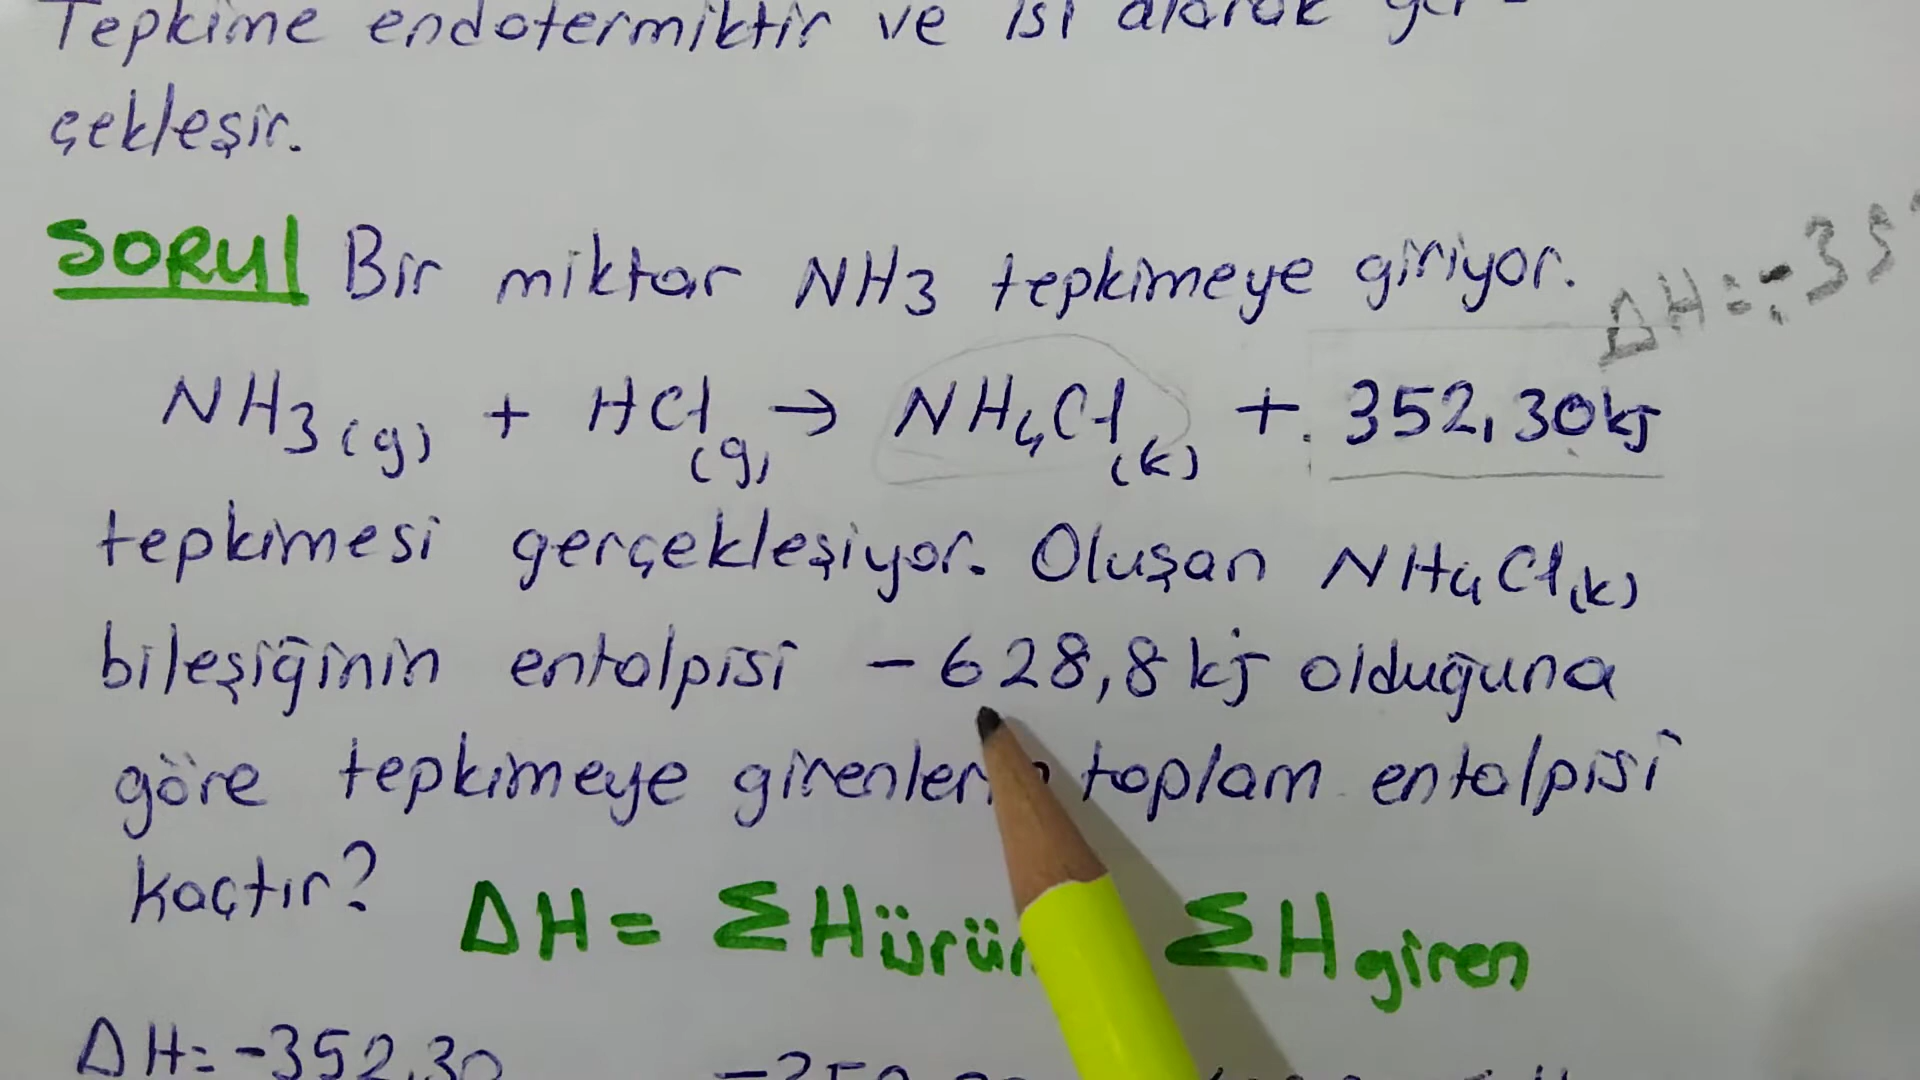 Tepkime endotermiktir ve ısı alarak ger-
çekleşir.
SORU1 Bir miktar NH3 tepkimeye giriyor.
ΔH=-35
NH3(g) + HCl(g) → NH4Cl(k) + 352,30kj
tepkimesi gerçekleşiyor. Oluşan NH4Cl(k)
bileşiğinin entalpisi -628,8 kj olduğuna
göre tepkimeye girenlerin toplam entalpisi
kaçtır?
ΔH= ΣHürün ΣHgiren
ΔH=-352,30